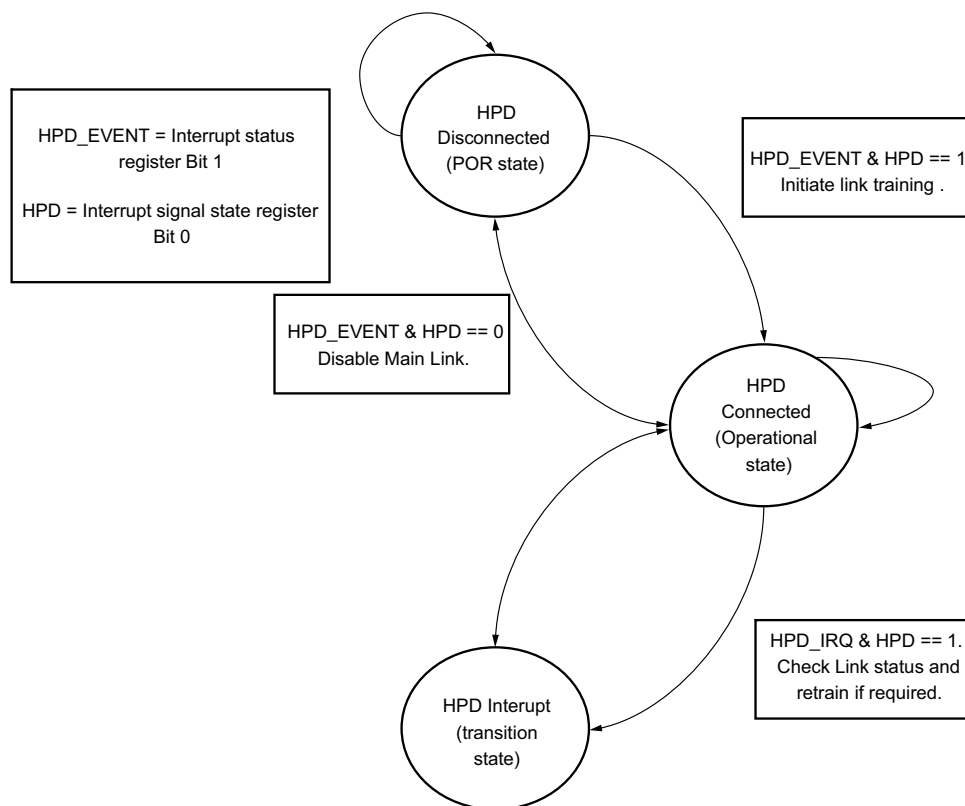 HPD
Disconnected
(POR state)
HPD_EVENT = Interrupt status
register Bit 1
HPD = Interrupt signal state register
Bit 0
HPD_EVENT & HPD == 1
Initiate link training .
HPD_EVENT & HPD == 0
Disable Main Link.
HPD
Connected
(Operational
state)
HPD_IRQ & HPD == 1.
Check Link status and
retrain if required.
HPD Interupt
(transition
state)